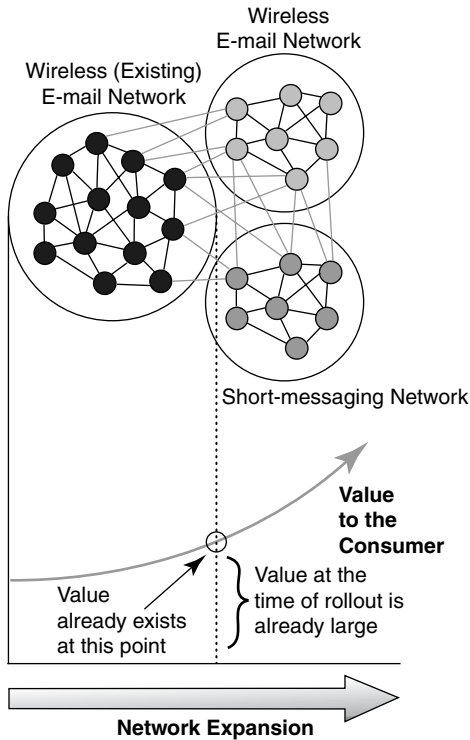 Wireless
E-mail Network
Wireless (Existing)
E-mail Network
Short-messaging Network
Value
to the
Consumer
Value
already exists
at this point
Value at the
time of rollout is
already large
Network Expansion